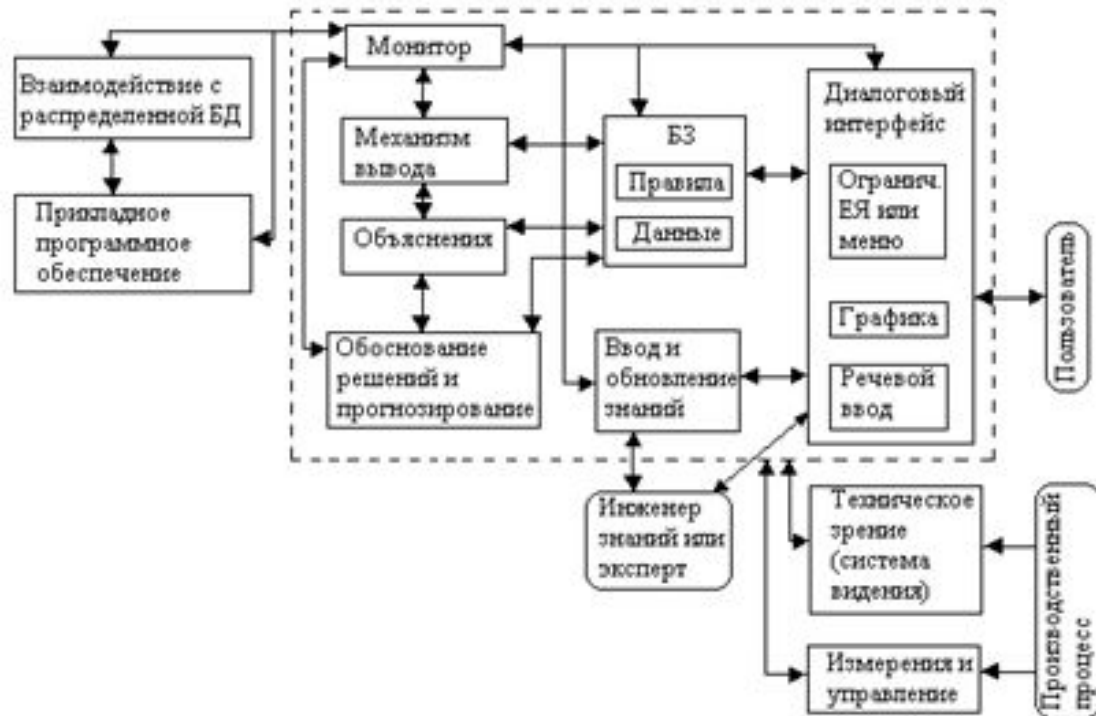 Монитор
Взаимодействие с
распределенной БД
Прикладное
программное
обеспечение
Механизм
вывода
Объяснения
Обоснование
решений и
прогнозирование
БЗ
Правила
Данные
Ввод и
обновление
знаний
Диалоговый
интерфейс
Огранич.
ЕЯ или
меню
Графика
Речевой
ввод
Пользователь
Инженер
знаний или
эксперт
Техническое
зрение
(система
видения)
Измерения и
управление
Производственный
процесс